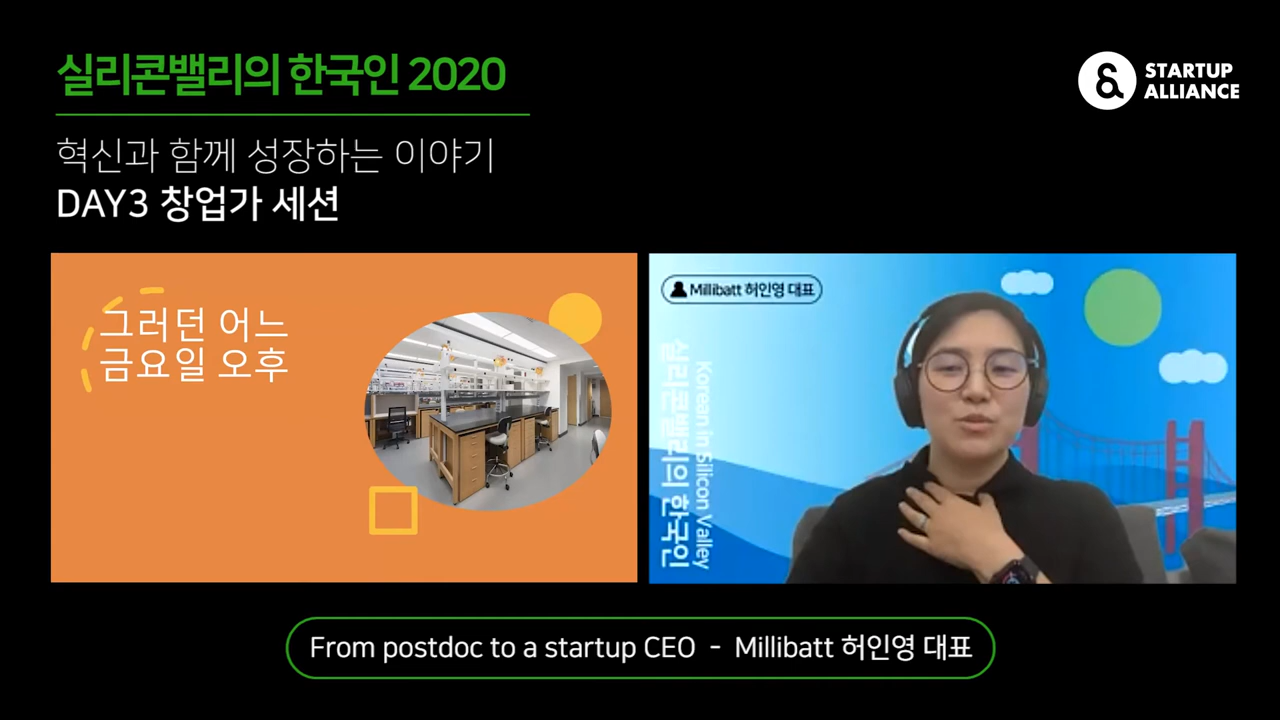 실리콘밸리의 한국인 2020
STARTUP
ALLIANCE
혁신과 함께 성장하는 이야기
DAY3 창업가 세션
그러던 어느
금요일 오후
Millibatt 허인영 대표
Korean in Silicon Valley
실리콘밸리의 한국인
From postdoc to a startup CEO - Millibatt 허인영 대표